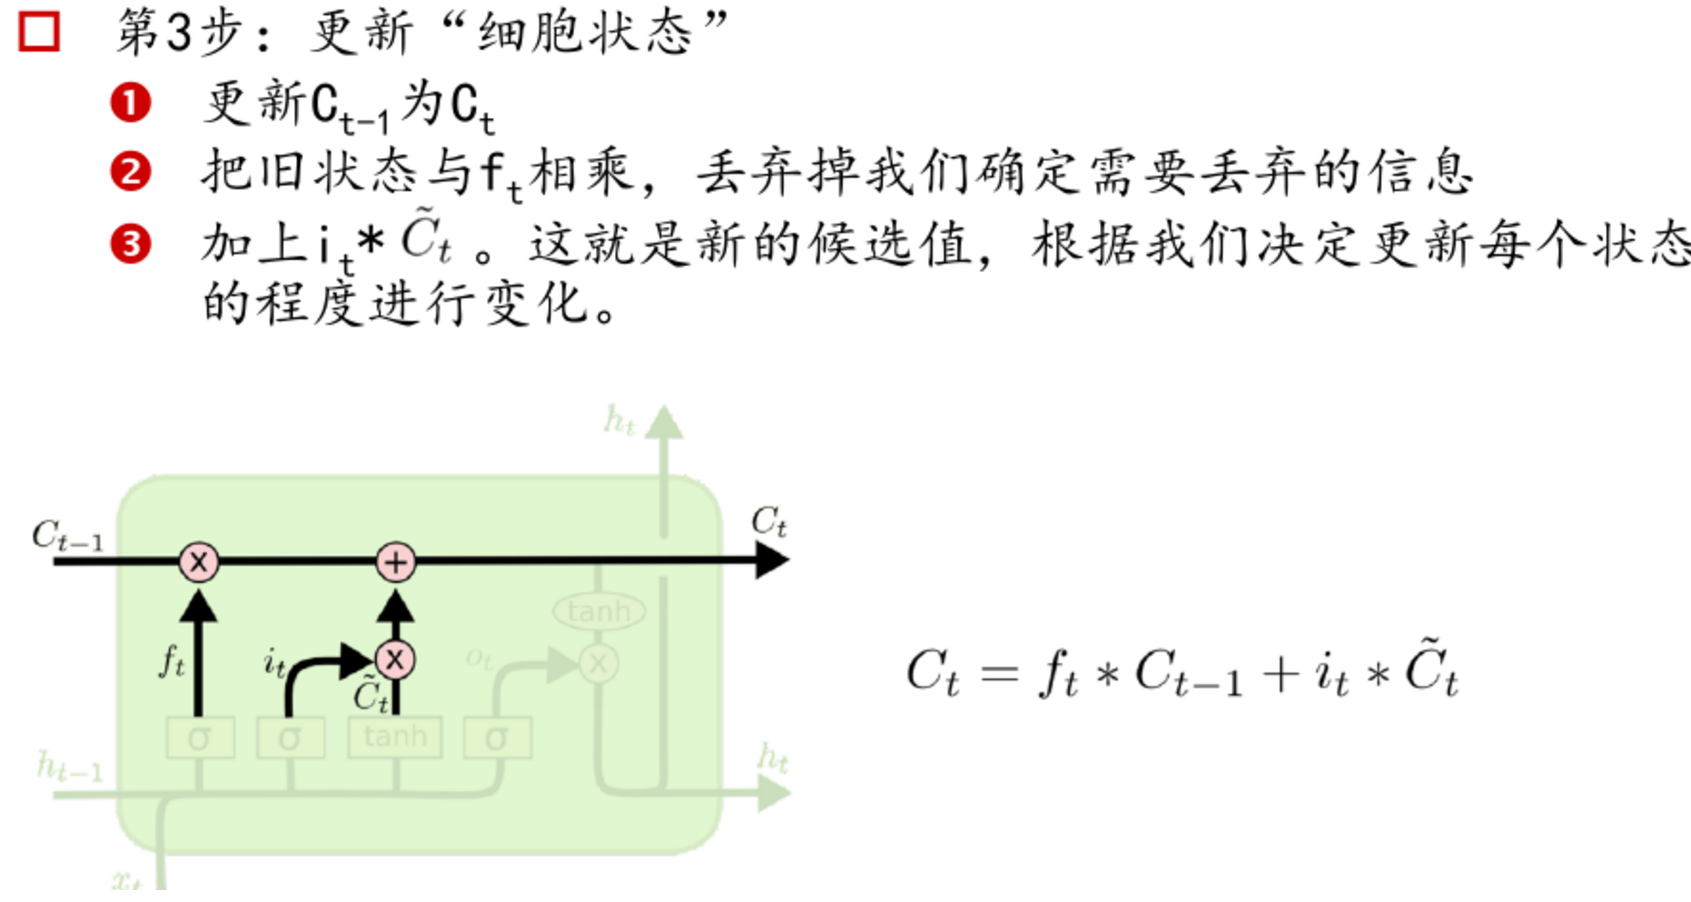 第3步：更新“细胞状态”
❶ 更新C_{t-1}为C_t
❷ 把旧状态与f_t相乘，丢弃掉我们确定需要丢弃的信息
❸ 加上i_t* C̃_t 。这就是新的候选值，根据我们决定更新每个状态
的程度进行变化。
h_t
C_{t-1}
C_t
x
+
tanh
f_t
i_t
x
o_t
x
C̃_t
σ
σ
tanh
σ
C_t = f_t * C_{t-1} + i_t * C̃_t
h_{t-1}
h_t
x_t